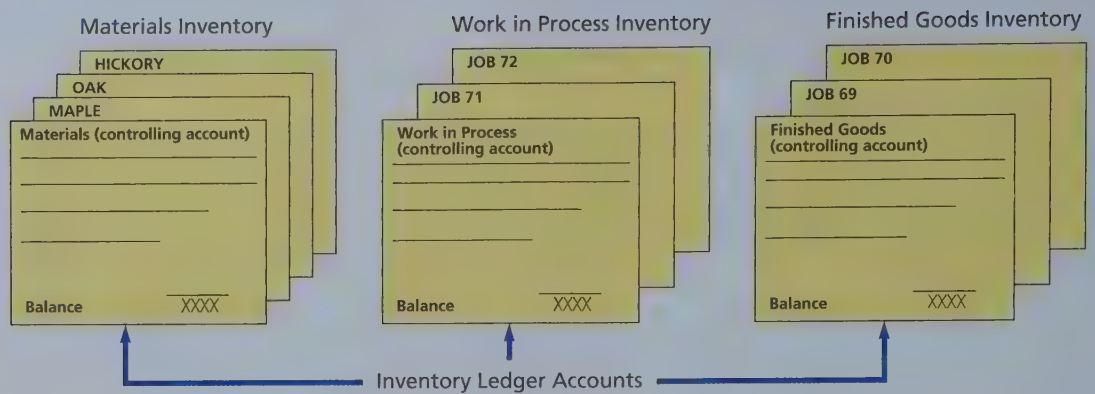 Materials Inventory
HICKORY
OAK
MAPLE
Materials (controlling account)
Balance XXXX
Work in Process Inventory
JOB 72
JOB 71
Work in Process
(controlling account)
Balance XXXX
Finished Goods Inventory
JOB 70
JOB 69
Finished Goods
(controlling account)
Balance XXXX
Inventory Ledger Accounts